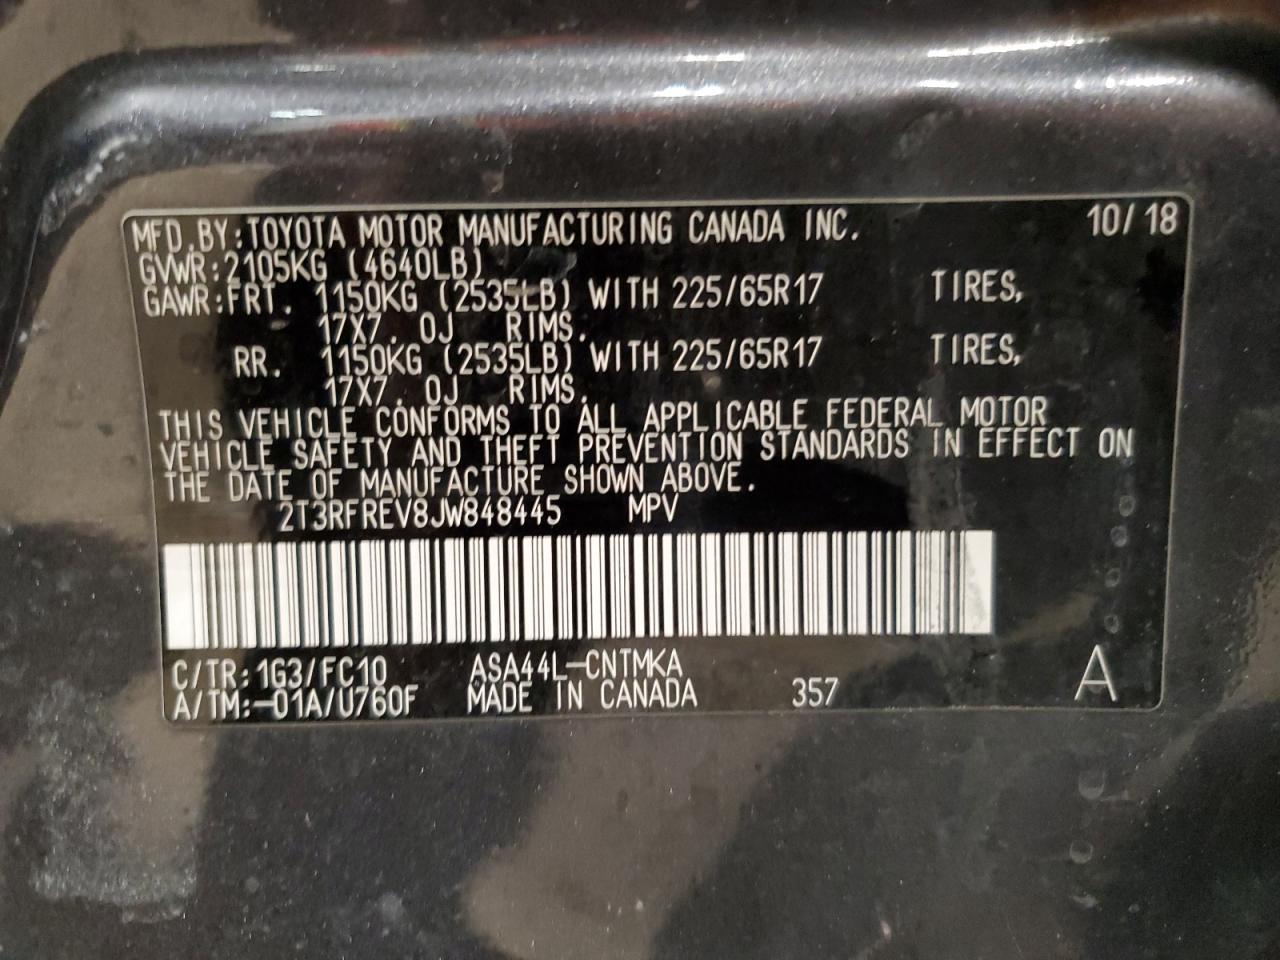 MFD.BY:TOYOTA MOTOR MANUFACTURING CANADA INC. 10/18
GVWR:2105KG (4640LB)
GAWR:FRT. 1150KG (2535LB) WITH 225/65R17 TIRES,
17X7.0J RIMS.
RR. 1150KG (2535LB) WITH 225/65R17 TIRES,
17X7.0J RIMS.
THIS VEHICLE CONFORMS TO ALL APPLICABLE FEDERAL MOTOR
VEHICLE SAFETY AND THEFT PREVENTION STANDARDS IN EFFECT ON
THE DATE OF MANUFACTURE SHOWN ABOVE.
2T3RFREV8JW848445 MPV
C/TR:1G3/FC10 ASA44L-CNTMKA
A/TM:-01A/U760F MADE IN CANADA 357 A